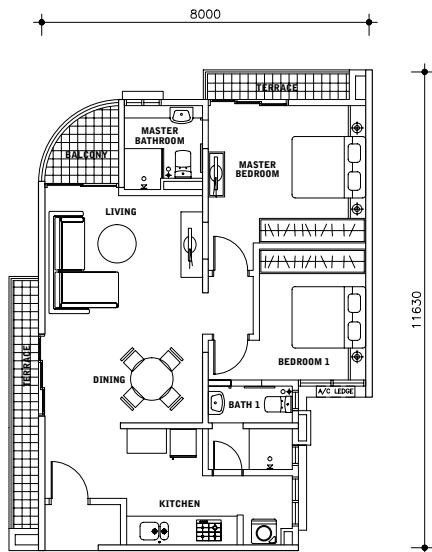 8000
TERRACE
MASTER
BATHROOM
BALCONY
MASTER
BEDROOM
LIVING
11630
TERRACE
DINING
BEDROOM 1
A/C LEDGE
BATH 1
KITCHEN